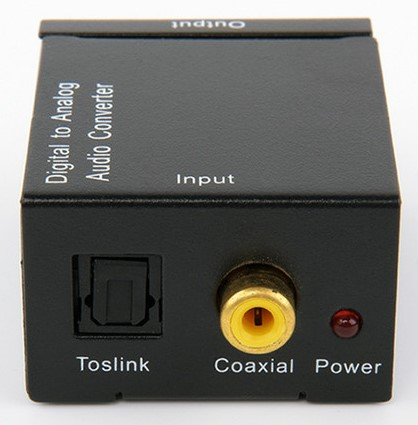 Output
Digital to Analog
Audio Converter
Input
Toslink
Coaxial
Power